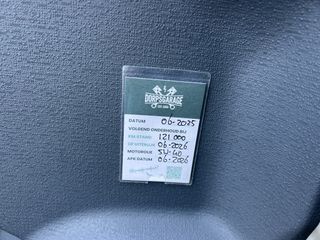 DORPSGARAGE
DATUM 06-2025
VOLGEND ONDERHOUD BIJ
KM STAND 121.000
OF UITERLIJK 06-2026
MOTOROLIE 5W-40
APK DATUM 06-2026